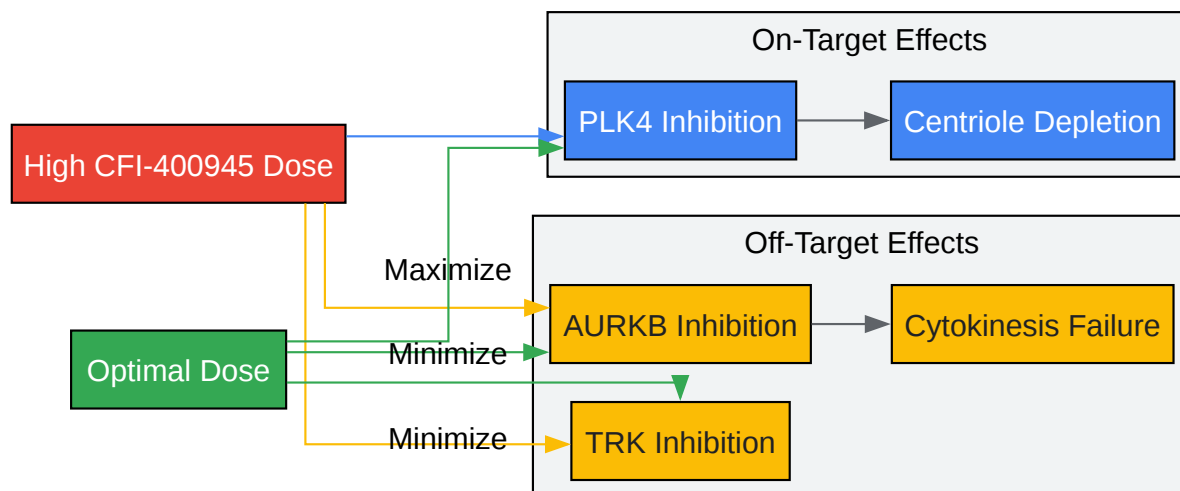 On-Target Effects
PLK4 Inhibition
Centriole Depletion
High CFI-400945 Dose
Off-Target Effects
Maximize
AURKB Inhibition
Cytokinesis Failure
Minimize
Optimal Dose
Minimize
TRK Inhibition